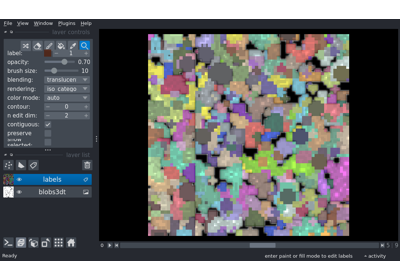 File View Window Plugins Help
layer controls
label: 1
opacity: 0.70
brush size: 10
blending: translucen
rendering: iso_catego
color mode: auto
contour: 0
n edit dim: 2
contiguous:
preserve
selected:
layer list
labels
blobs3dt
Ready
enter paint or fill mode to edit labels
activity